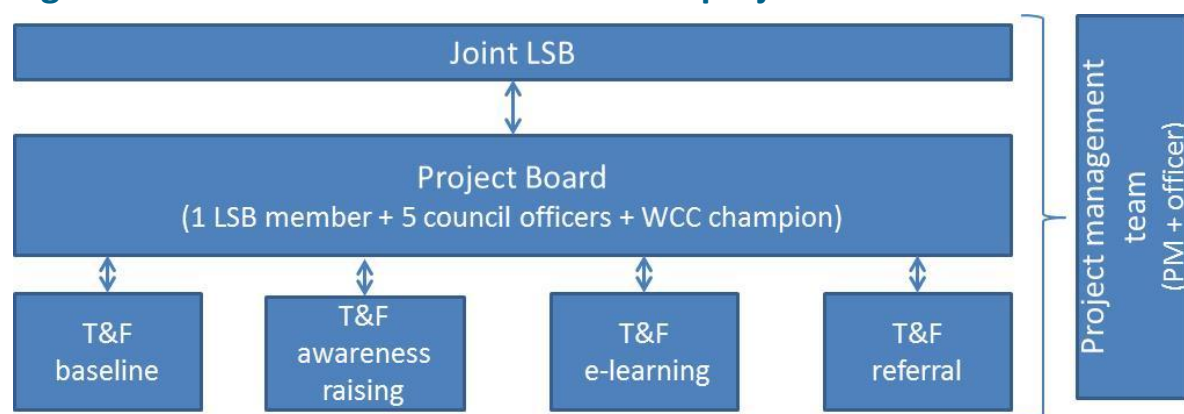 Joint LSB
Project Board
(1 LSB member + 5 council officers + WCC champion)
T&F
baseline
T&F
awareness
raising
T&F
e-learning
T&F
referral
Project management
team
(PM + officer)